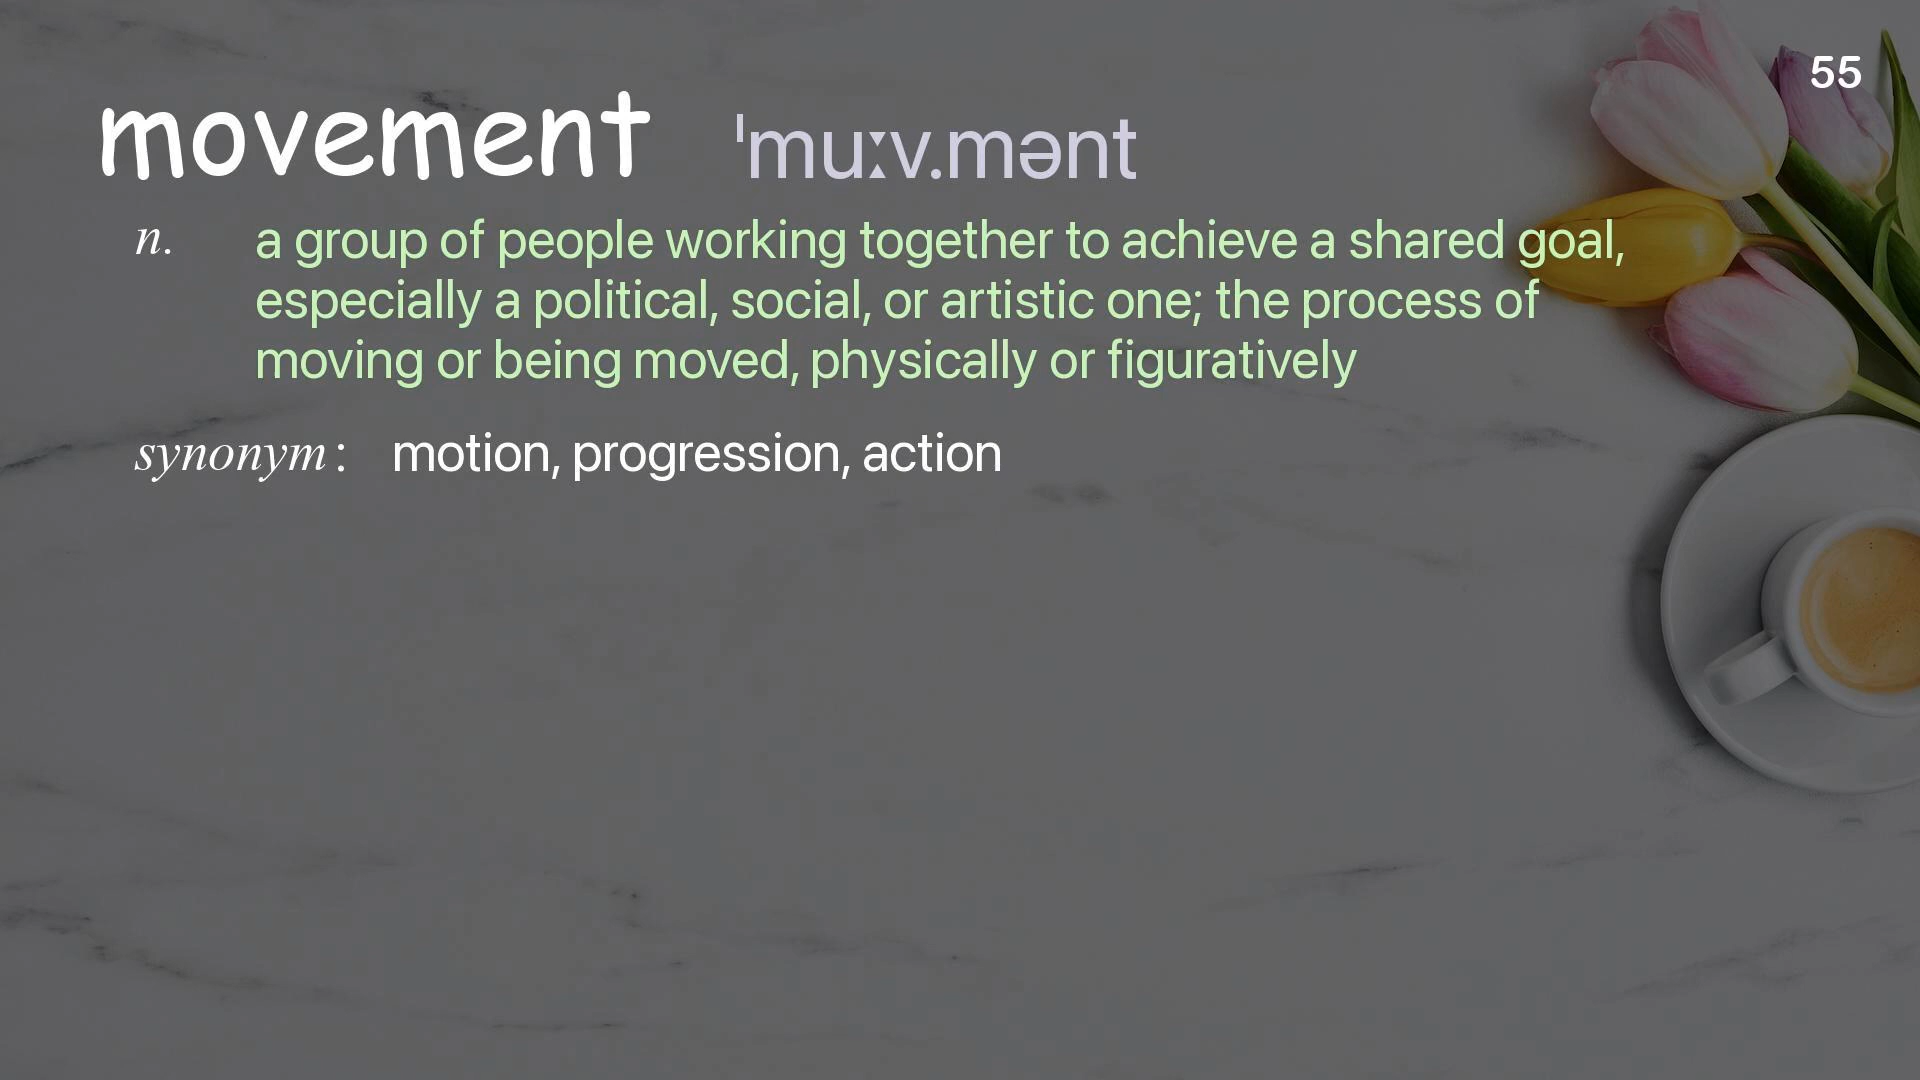 55
movement ˈmuːv.mənt
n. a group of people working together to achieve a shared goal,
especially a political, social, or artistic one; the process of
moving or being moved, physically or figuratively
synonym : motion, progression, action